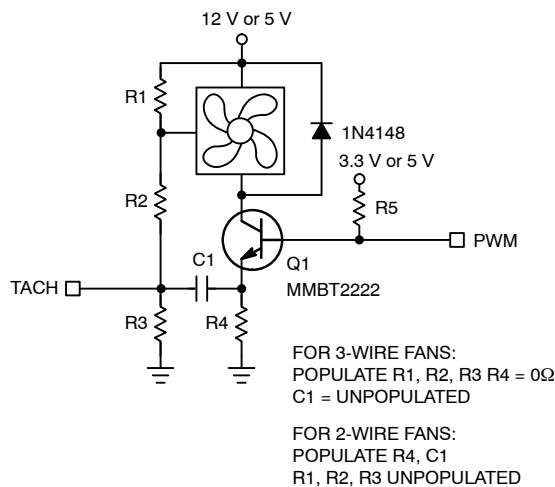 12 V or 5 V
R1
1N4148
3.3 V or 5 V
R2
R5
PWM
C1
Q1
MMBT2222
TACH
R3
R4
FOR 3-WIRE FANS:
POPULATE R1, R2, R3 R4 = 0Ω
C1 = UNPOPULATED
FOR 2-WIRE FANS:
POPULATE R4, C1
R1, R2, R3 UNPOPULATED